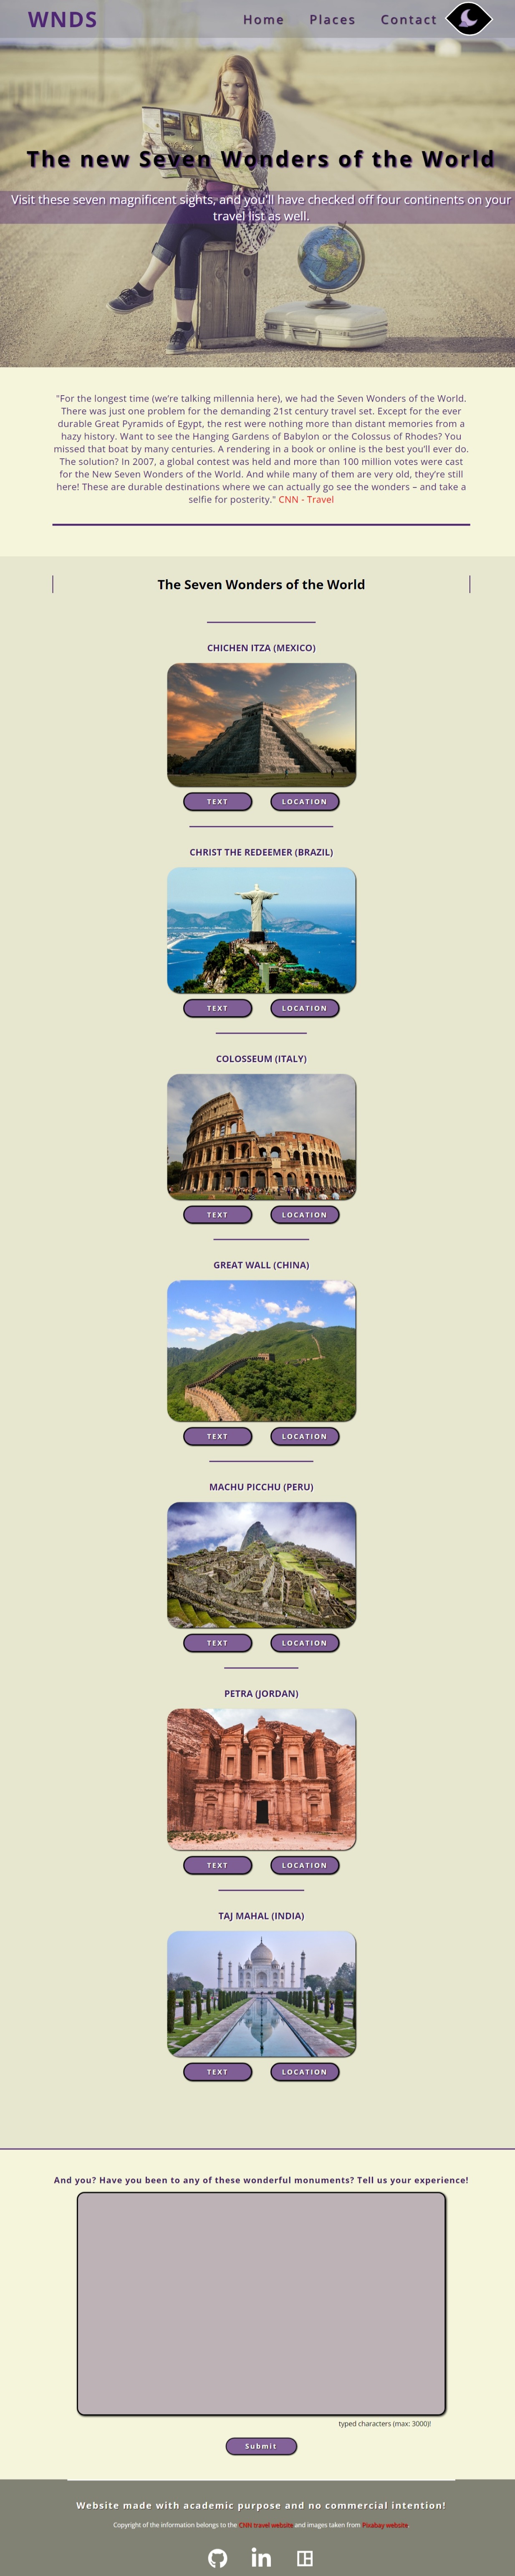 WNDS
Home Places Contact
The new Seven Wonders of the World
Visit these seven magnificent sights, and you'll have checked off four continents on your
travel list as well.
"For the longest time (we're talking millennia here), we had the Seven Wonders of the World.
There was just one problem for the demanding 21st century travel set. Except for the ever
durable Great Pyramids of Egypt, the rest were nothing more than distant memories from a
hazy history. Want to see the Hanging Gardens of Babylon or the Colossus of Rhodes? You
missed that boat by many centuries. A rendering in a book or online is the best you'll ever do.
The solution? In 2007, a global contest was held and more than 100 million votes were cast
for the New Seven Wonders of the World. And while many of them are very old, they're still
here! These are durable destinations where we can actually go see the wonders – and take a
selfie for posterity." CNN - Travel
The Seven Wonders of the World
CHICHEN ITZA (MEXICO)
TEXT LOCATION
CHRIST THE REDEEMER (BRAZIL)
TEXT LOCATION
COLOSSEUM (ITALY)
TEXT LOCATION
GREAT WALL (CHINA)
TEXT LOCATION
MACHU PICCHU (PERU)
TEXT LOCATION
PETRA (JORDAN)
TEXT LOCATION
TAJ MAHAL (INDIA)
TEXT LOCATION
And you? Have you been to any of these wonderful monuments? Tell us your experience!
typed characters (max: 3000)!
Submit
Website made with academic purpose and no commercial intention!
Copyright of the information belongs to the CNN travel website and images taken from Pixabay website.
in